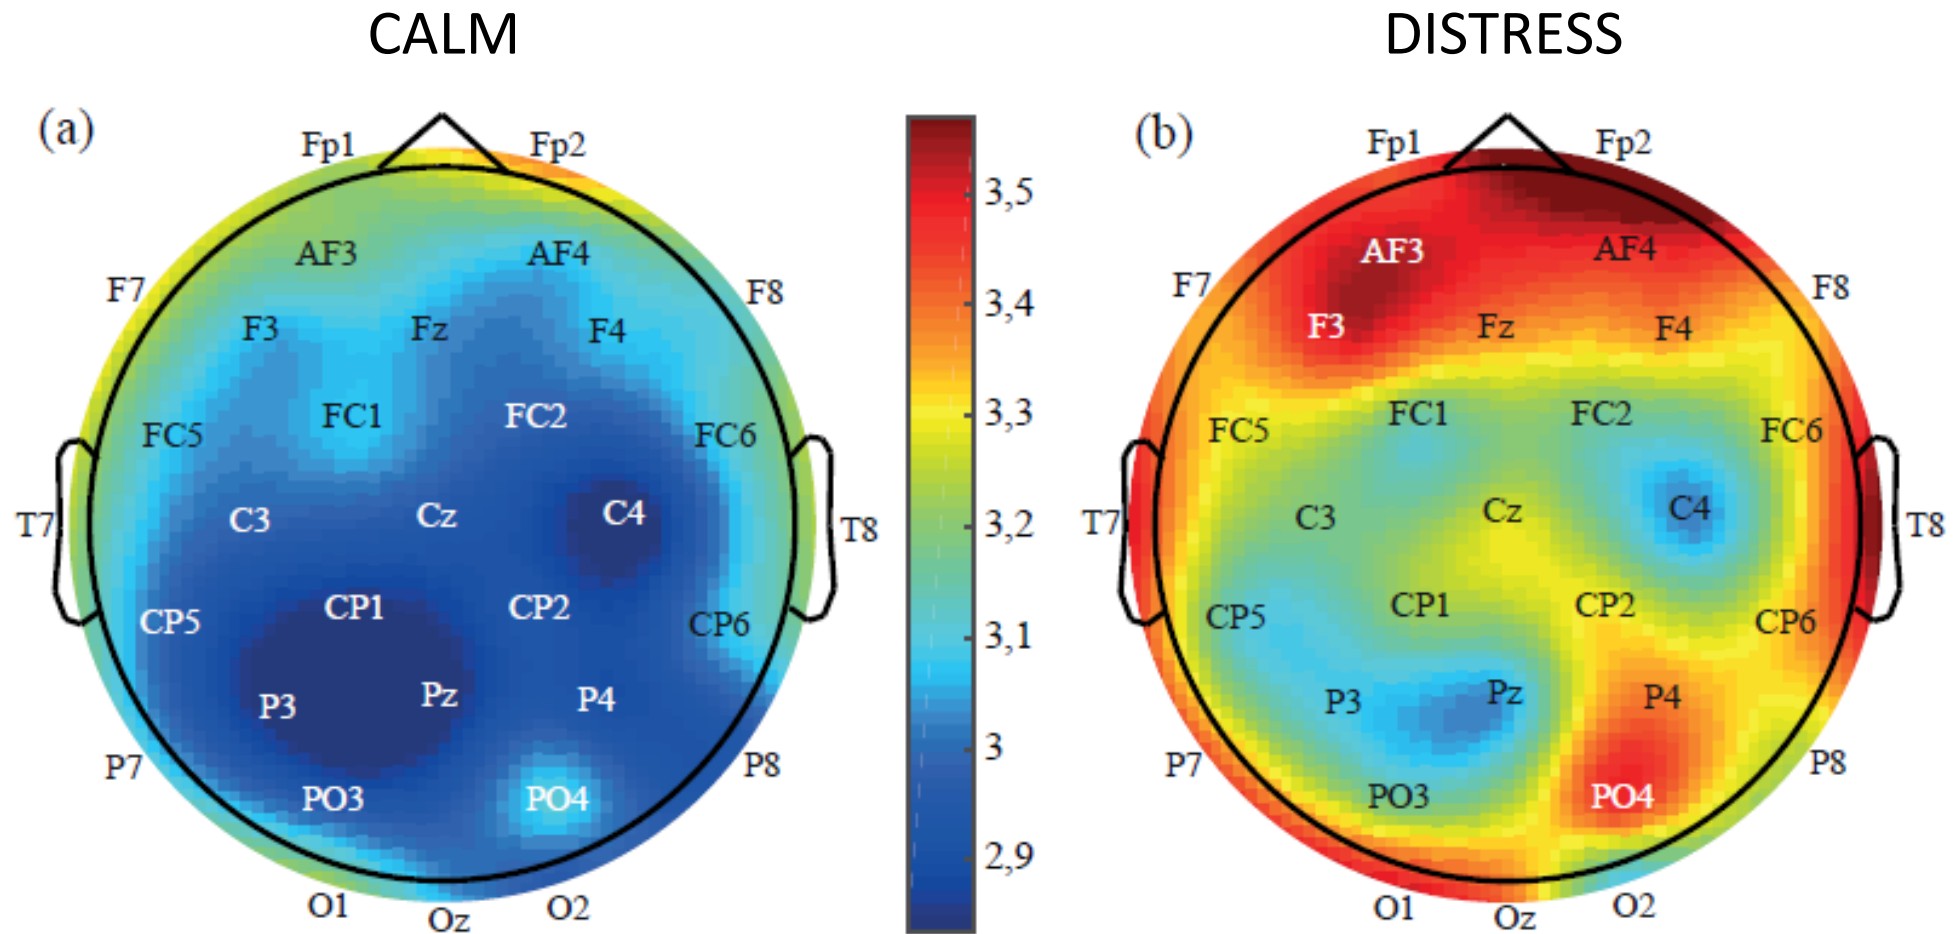 CALM
DISTRESS
(a)
Fp1
Fp2
AF3
AF4
F7
F8
F3
Fz
F4
FC5
FC1
FC2
FC6
T7
C3
Cz
C4
T8
CP5
CP1
CP2
CP6
P3
Pz
P4
P7
P8
PO3
PO4
O1
Oz
O2
3,5
3,4
3,3
3,2
3,1
3
2,9
(b)
Fp1
Fp2
AF3
AF4
F7
F8
F3
Fz
F4
FC5
FC1
FC2
FC6
T7
C3
Cz
C4
T8
CP5
CP1
CP2
CP6
P3
Pz
P4
P7
P8
PO3
PO4
O1
Oz
O2